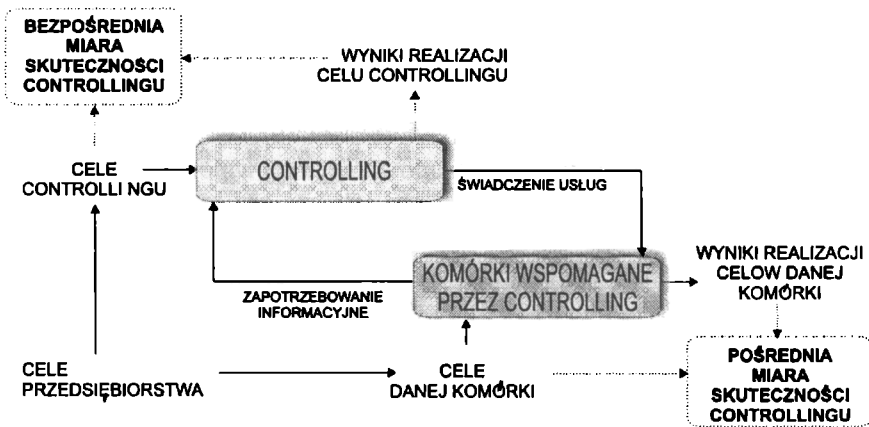 BEZPOŚREDNIA
MIARA
SKUTECZNOŚCI
CONTROLLINGU
WYNIKI REALIZACJI
CELU CONTROLLINGU
CELE
CONTROLLI NGU
CONTROLLING
ŚWIADCZENIE USŁUG
KOMÓRKI WSPOMAGANE
PRZEZ CONTROLLING
WYNIKI REALIZACJI
CELOW DANEJ
KOMÓRKI
ZAPOTRZEBOWANIE
INFORMACYJNE
CELE
PRZEDSIĘBIORSTWA
CELE
DANEJ KOMÓRKI
POŚREDNIA
MIARA
SKUTECZNOŚCI
CONTROLLINGU